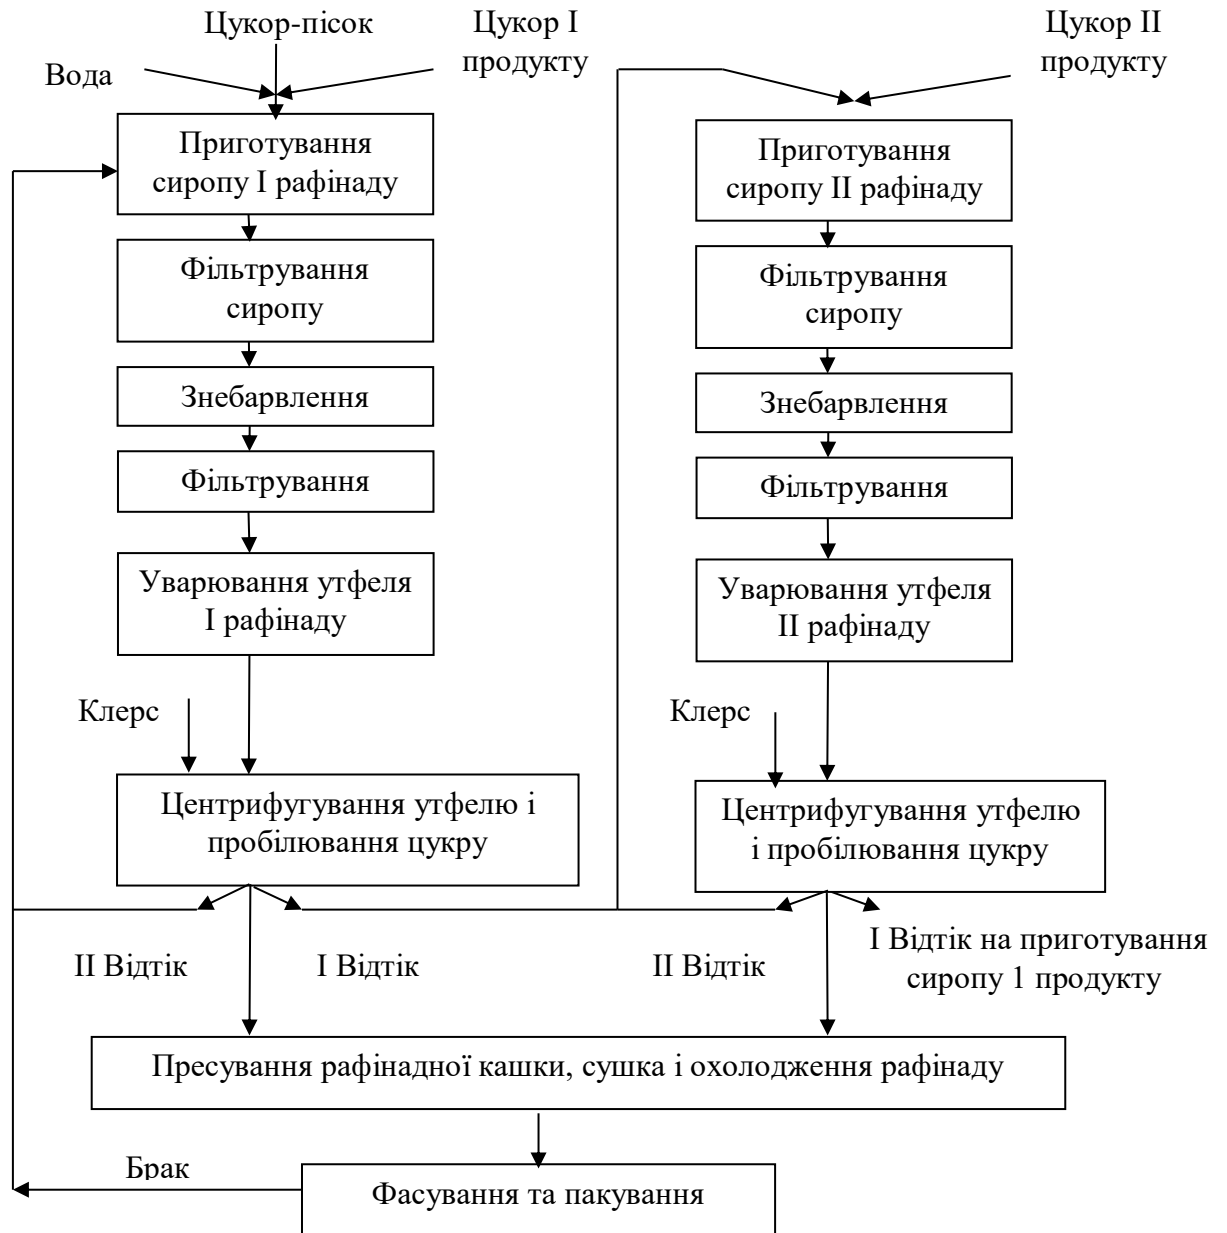 Цукор-пісок
Цукор I
продукту
Вода
Цукор II
продукту
Приготування
сиропу I рафінаду
Приготування
сиропу II рафінаду
Фільтрування
сиропу
Фільтрування
сиропу
Знебарвлення
Знебарвлення
Фільтрування
Фільтрування
Уварювання утфеля
I рафінаду
Уварювання утфеля
II рафінаду
Клерс
Клерс
Центрифугування утфелю і
пробілювання цукру
Центрифугування утфелю
і пробілювання цукру
II Відтік
I Відтік
II Відтік
I Відтік на приготування
сиропу 1 продукту
Пресування рафінадної кашки, сушка і охолодження рафінаду
Брак
Фасування та пакування